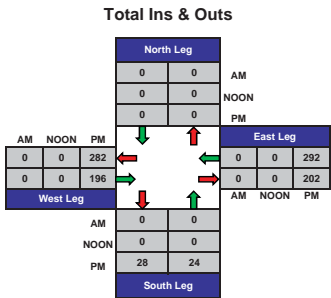 Total Ins & Outs
North Leg
0 0 AM
0 0 NOON
0 0 PM
AM NOON PM East Leg
0 0 282 0 0 292
0 0 196 0 0 202
West Leg AM NOON PM
AM 0 0
NOON 0 0
PM 28 24
South Leg